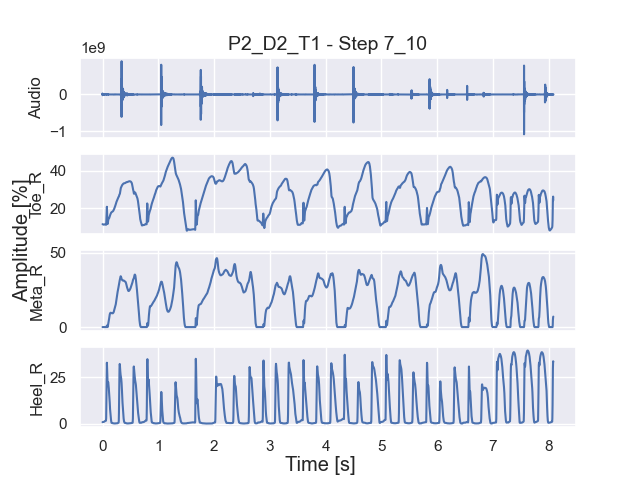 P2_D2_T1 - Step 7_10
1e9
0
−1
Audio
40
20
Toe_R
Amplitude [%]
50
0
Meta_R
25
0
Heel_R
0 1 2 3 4 5 6 7 8
Time [s]